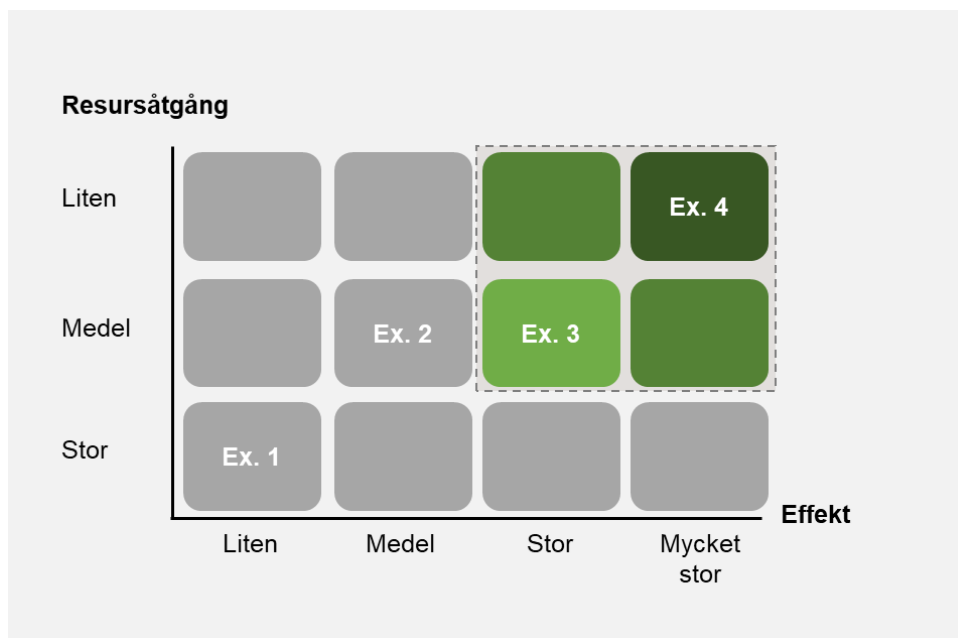 Resursåtgång
Liten
Ex. 4
Medel
Ex. 2
Ex. 3
Stor
Ex. 1
Effekt
Liten
Medel
Stor
Mycket
stor